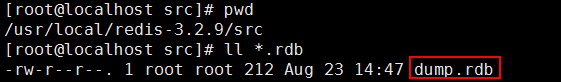 [root@localhost src]# pwd
/usr/local/redis-3.2.9/src
[root@localhost src]# ll *.rdb
-rw-r--r--. 1 root root 212 Aug 23 14:47 dump.rdb